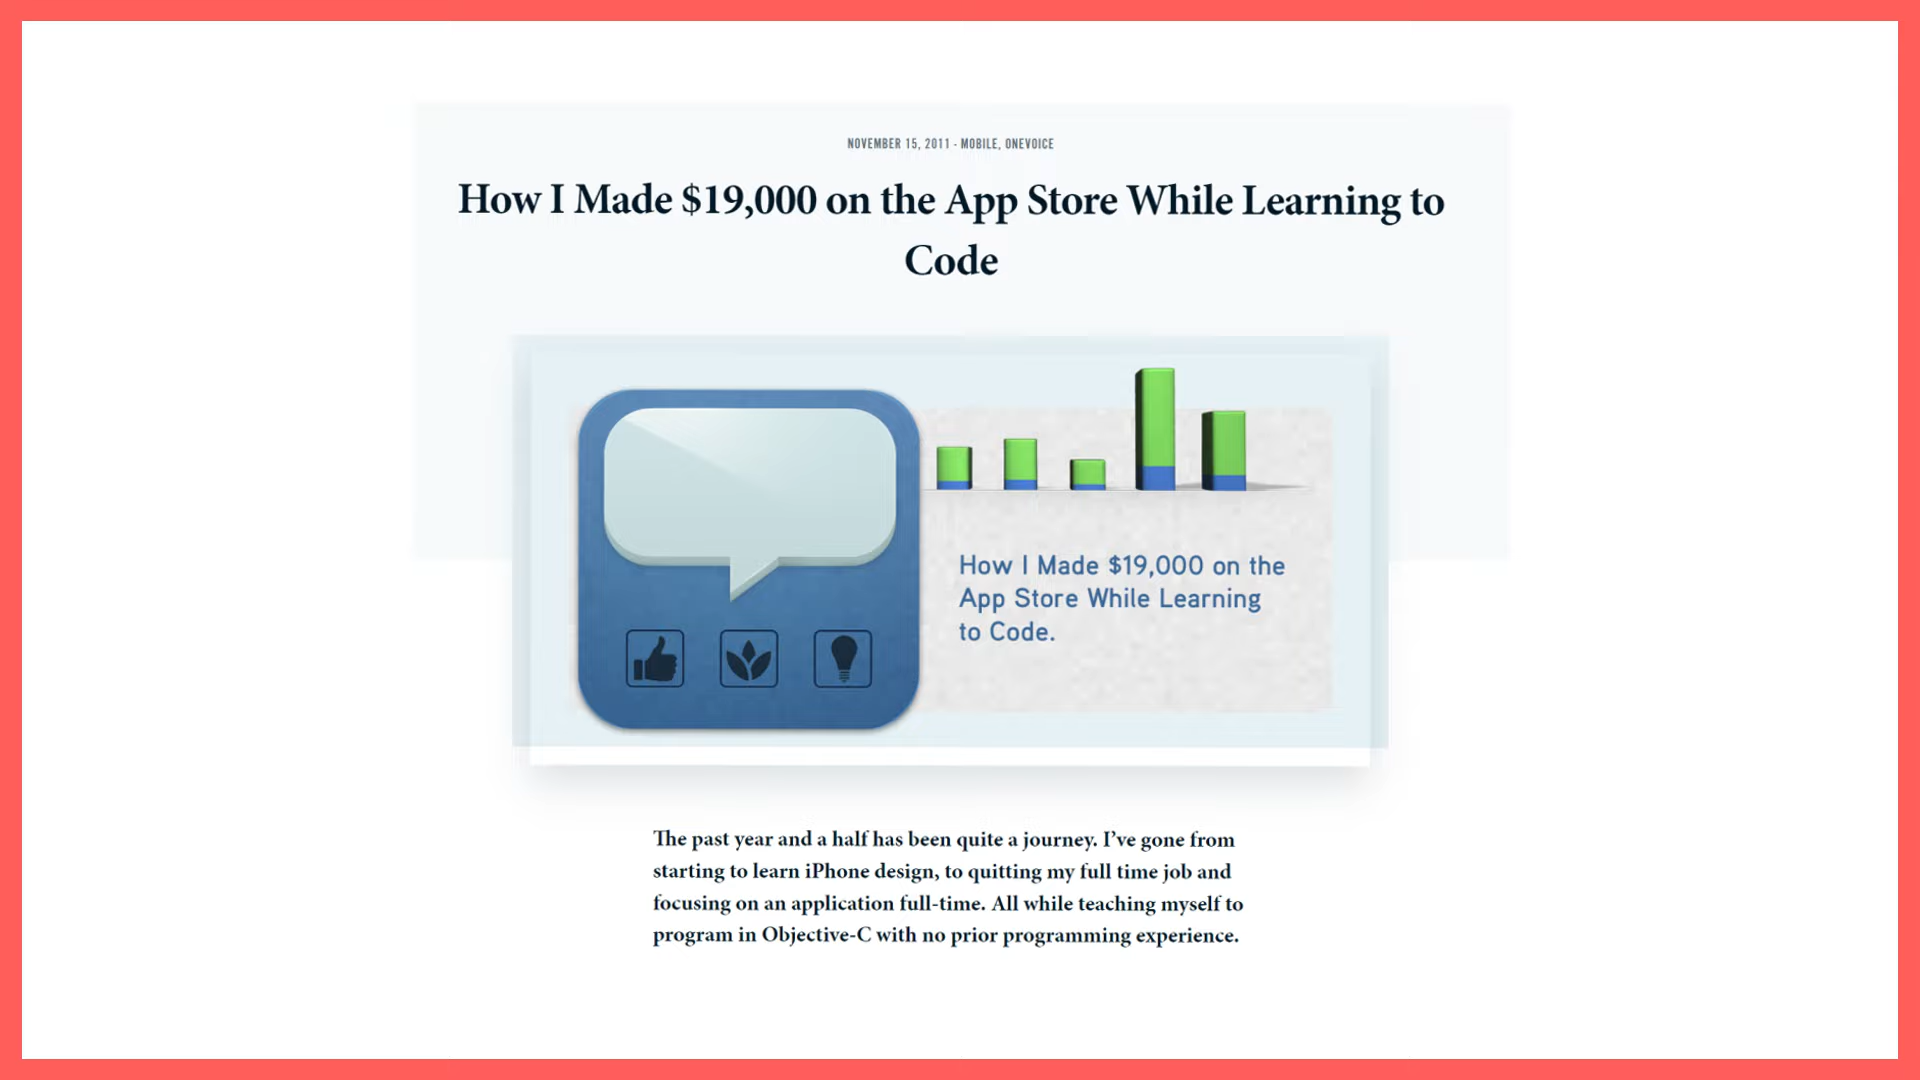 NOVEMBER 15, 2011 - MOBILE, ONEVOICE
How I Made $19,000 on the App Store While Learning to
Code
How I Made $19,000 on the
App Store While Learning
to Code.
The past year and a half has been quite a journey. I’ve gone from
starting to learn iPhone design, to quitting my full time job and
focusing on an application full-time. All while teaching myself to
program in Objective-C with no prior programming experience.